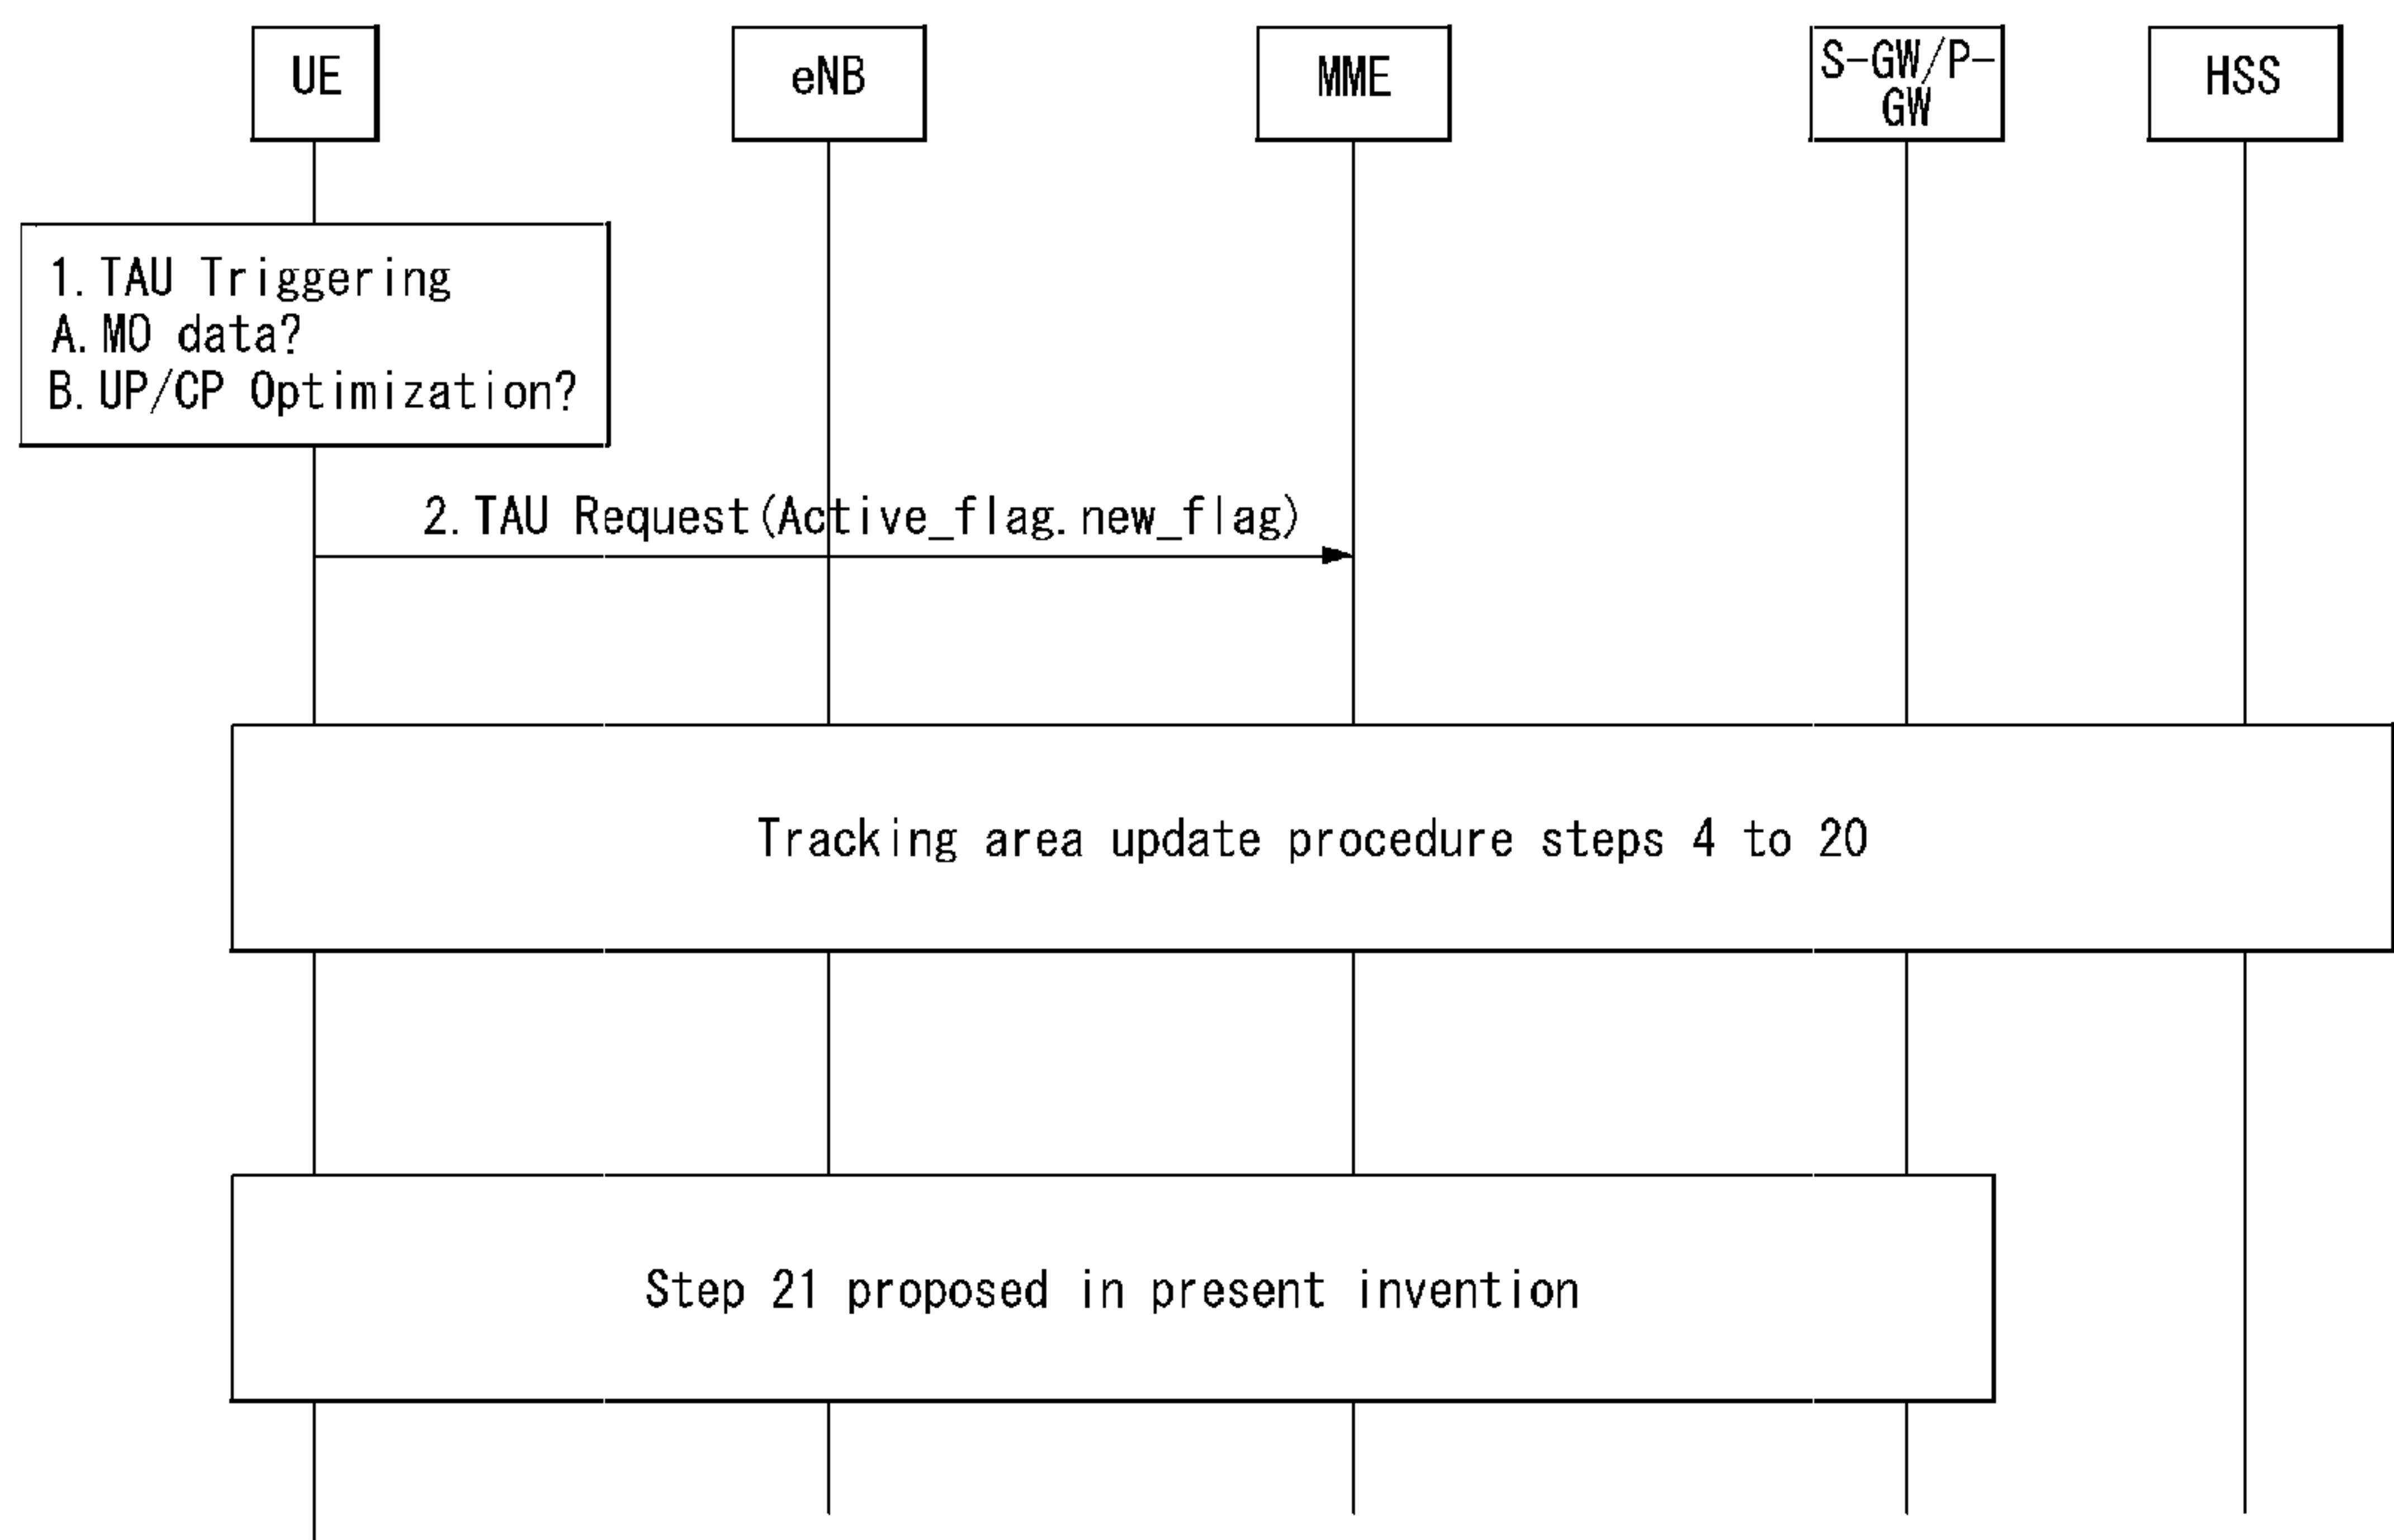 UE
eNB
MME
S-GW/P-
GW
HSS
1.TAU Triggering
A.MO data?
B.UP/CP Optimization?
2.TAU Request(Active_flag.new_flag)
Tracking area update procedure steps 4 to 20
Step 21 proposed in present invention